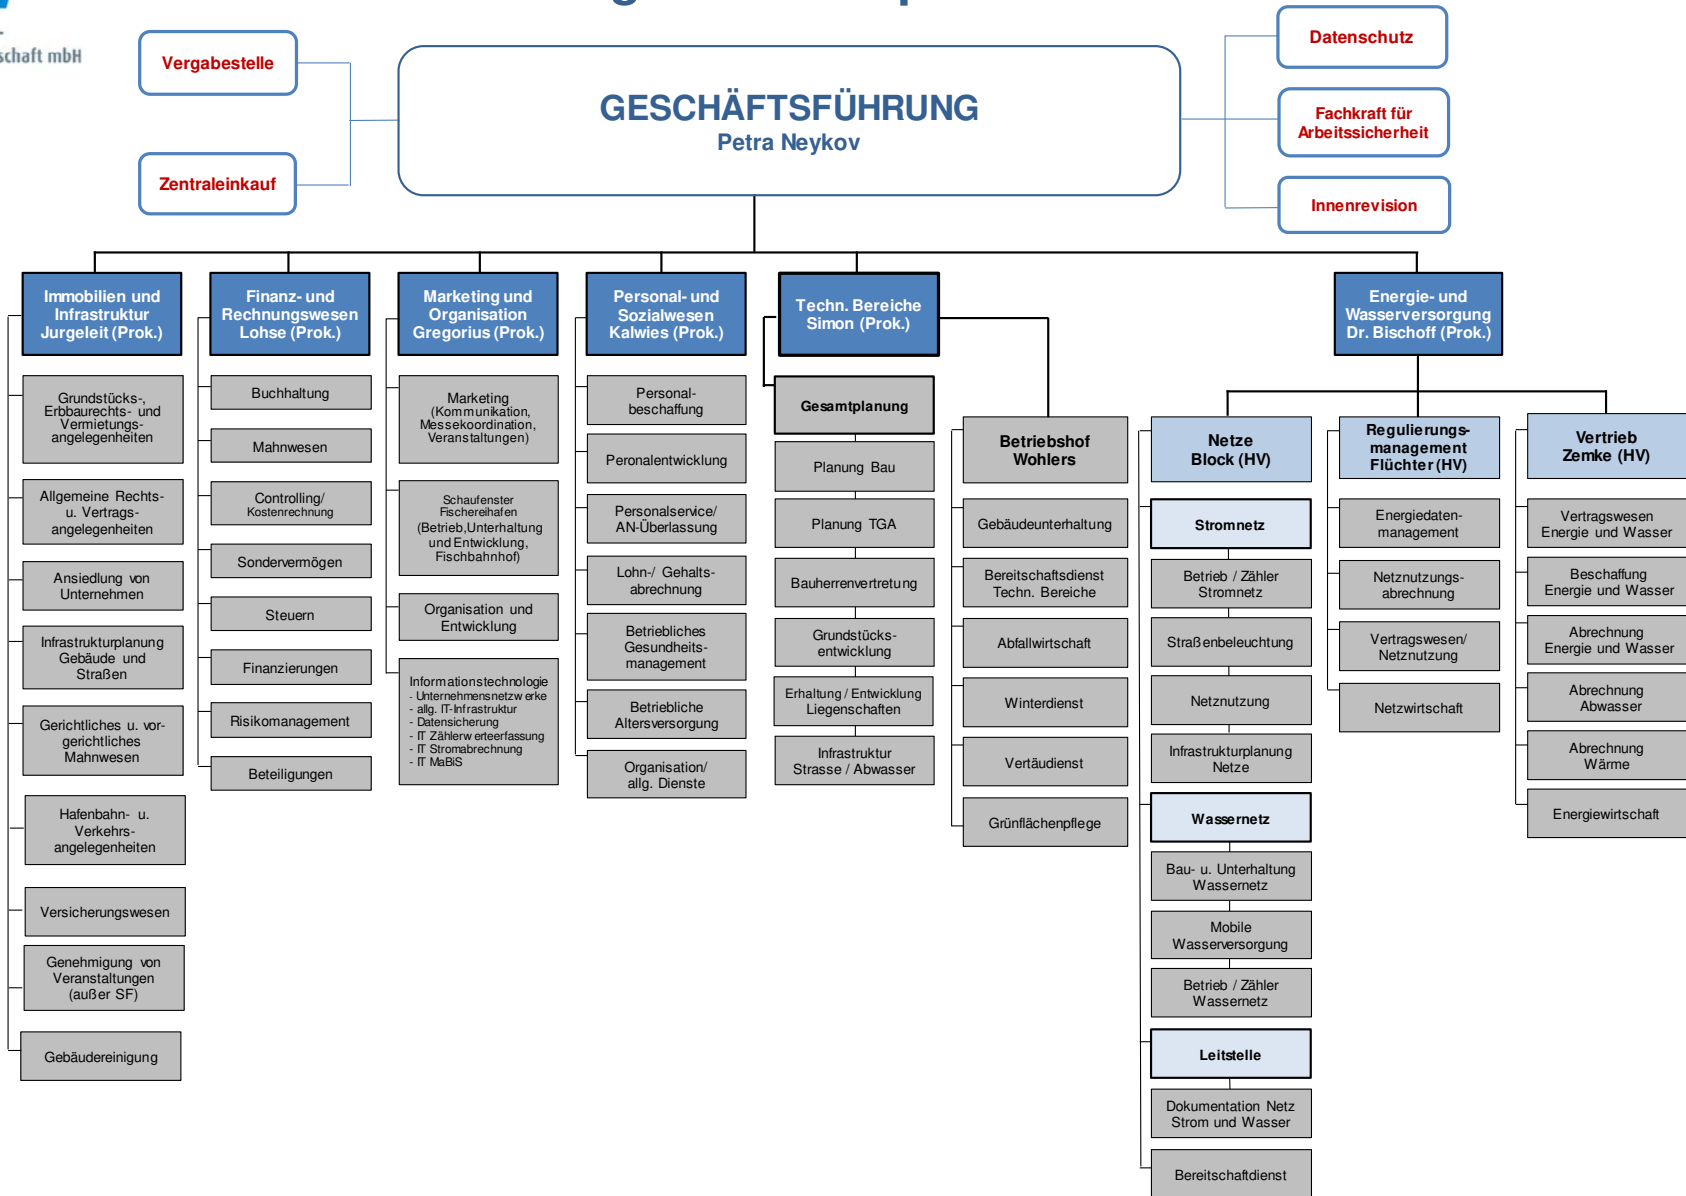 schaft mbH
Vergabestelle
Zentraleinkauf
GESCHÄFTSFÜHRUNG
Petra Neykov
Datenschutz
Fachkraft für
Arbeitssicherheit
Innenrevision
Immobilien und
Infrastruktur
Jurgeleit (Prok.)
Grundstücks-,
Erbbaurechts- und
Vermietungs-
angelegenheiten
Allgemeine Rechts-
u. Vertrags-
angelegenheiten
Ansiedlung von
Unternehmen
Infrastrukturplanung
Gebäude und
Straßen
Gerichtliches u. vor-
gerichtliches
Mahnwesen
Hafenbahn- u.
Verkehrs-
angelegenheiten
Versicherungswesen
Genehmigung von
Veranstaltungen
(außer SF)
Gebäudereinigung
Finanz- und
Rechnungswesen
Lohse (Prok.)
Buchhaltung
Mahnwesen
Controlling/
Kostenrechnung
Sondervermögen
Steuern
Finanzierungen
Risikomanagement
Beteiligungen
Marketing und
Organisation
Gregorius (Prok.)
Marketing
(Kommunikation,
Messekoordination,
Veranstaltungen)
Schaufenster
Fischereihafen
(Betrieb,Unterhaltung
und Entwicklung,
Fischbahnhof)
Organisation und
Entwicklung
Informationstechnologie
- Unternehmensnetzwerke
- allg. IT-Infrastruktur
- Datensicherung
- IT Zählerwerteerfassung
- IT Stromabrechnung
- IT MaBiS
Personal- und
Sozialwesen
Kalwies (Prok.)
Personal-
beschaffung
Peronalentwicklung
Personalservice/
AN-Überlassung
Lohn-/ Gehalts-
abrechnung
Betriebliches
Gesundheits-
management
Betriebliche
Altersversorgung
Organisation/
allg. Dienste
Techn. Bereiche
Simon (Prok.)
Gesamtplanung
Planung Bau
Planung TGA
Bauherrenvertretung
Grundstücks-
entwicklung
Erhaltung / Entwicklung
Liegenschaften
Infrastruktur
Strasse / Abwasser
Betriebshof
Wohlers
Gebäudeunterhaltung
Bereitschaftsdienst
Techn. Bereiche
Abfallwirtschaft
Winterdienst
Vertäudienst
Grünflächenpflege
Energie- und
Wasserversorgung
Dr. Bischoff (Prok.)
Netze
Block (HV)
Stromnetz
Betrieb / Zähler
Stromnetz
Straßenbeleuchtung
Netznutzung
Infrastrukturplanung
Netze
Wassernetz
Bau- u. Unterhaltung
Wassernetz
Mobile
Wasserversorgung
Betrieb / Zähler
Wassernetz
Leitstelle
Dokumentation Netz
Strom und Wasser
Bereitschaftdienst
Regulierungs-
management
Flüchter (HV)
Energiedaten-
management
Netznutzungs-
abrechnung
Vertragswesen/
Netznutzung
Netzwirtschaft
Vertrieb
Zemke (HV)
Vertragswesen
Energie und Wasser
Beschaffung
Energie und Wasser
Abrechnung
Energie und Wasser
Abrechnung
Abwasser
Abrechnung
Wärme
Energiewirtschaft